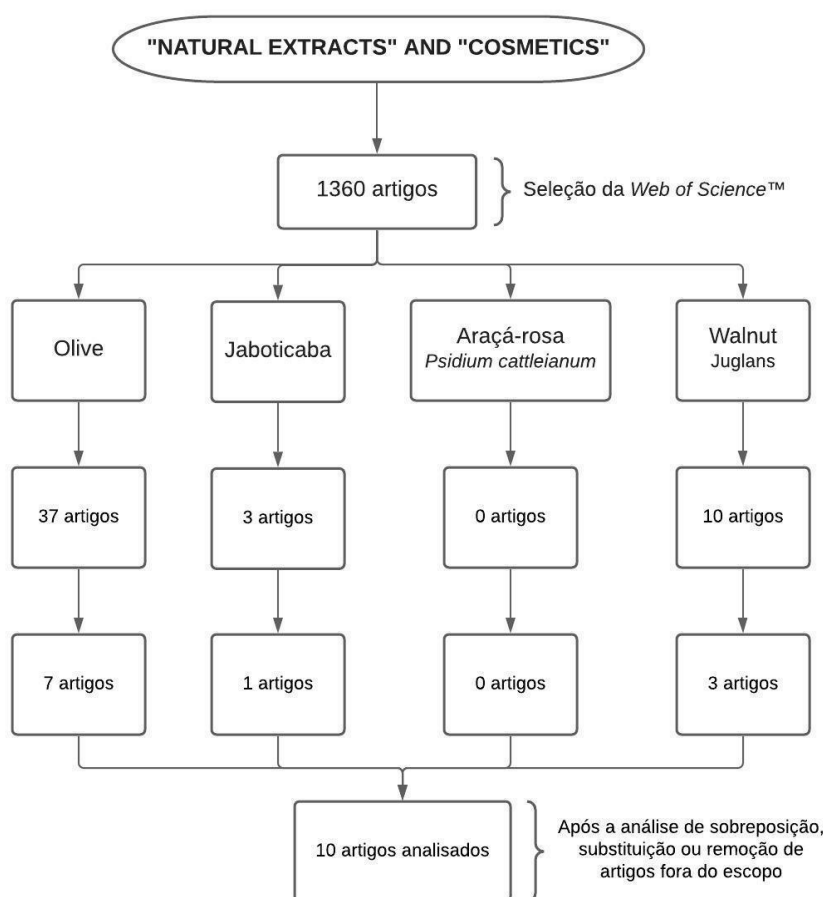 "NATURAL EXTRACTS" AND "COSMETICS"
1360 artigos
Seleção da Web of Science™
Olive
Jaboticaba
Araçá-rosa
Psidium cattleianum
Walnut
Juglans
37 artigos
3 artigos
0 artigos
10 artigos
7 artigos
1 artigos
0 artigos
3 artigos
10 artigos analisados
Após a análise de sobreposição,
substituição ou remoção de
artigos fora do escopo